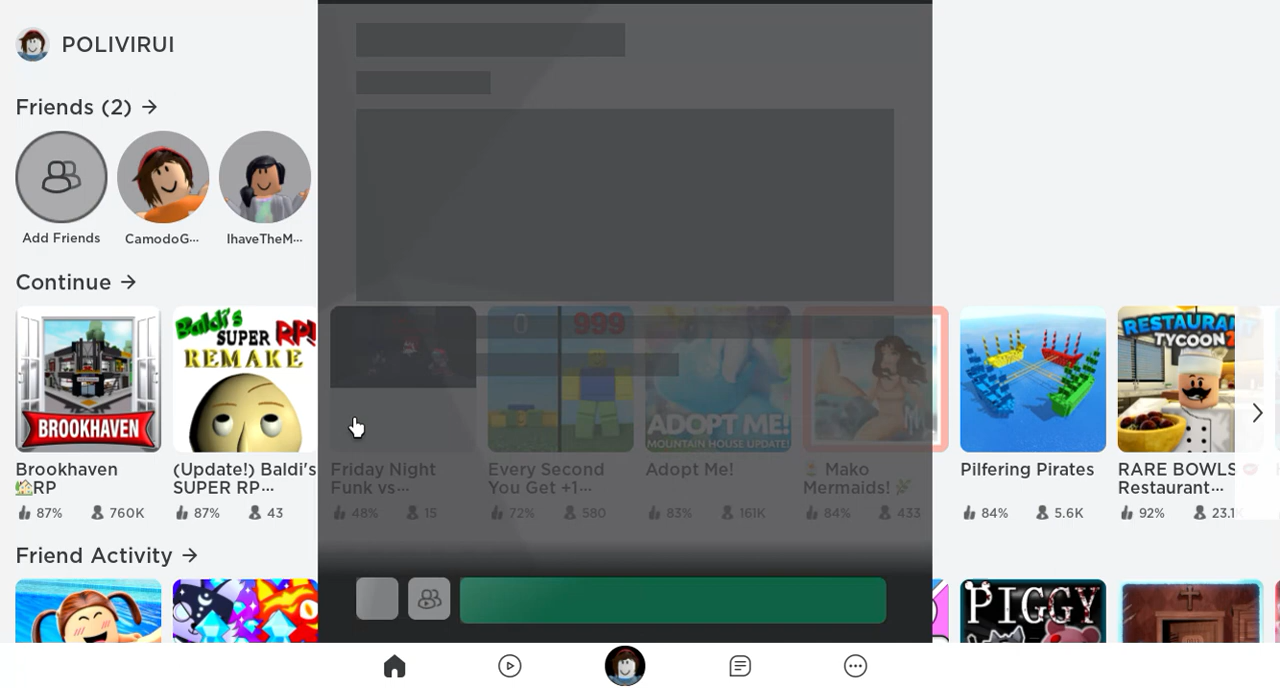 POLIVIRUI
Friends (2) →
Add Friends
CamodoG...
IhaveTheM...
Continue →
BROOKHAVEN
Baldi's
SUPER RP!
REMAKE
0 999
ADOPT ME!
MOUNTAIN HOUSE UPDATE!
RESTAURANT
TYCOON 2
Brookhaven
🏡RP
(Update!) Baldi's
SUPER RP...
Friday Night
Funk vs...
Every Second
You Get +1...
Adopt Me!
Mako
Mermaids!
Pilfering Pirates
RARE BOWLS
Restaurant...
87% 760K
87% 43
48% 15
72% 580
83% 161K
84% 433
84% 5.6K
92% 23.1K
Friend Activity →
PIGGY